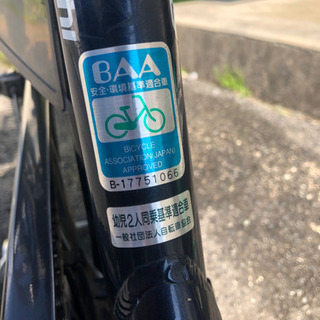 BAA
安全・環境基準適合車
BICYCLE
ASSOCIATION(JAPAN)
APPROVED
B-17751066
幼児2人同乗基準適合車
一般社団法人自転車協会